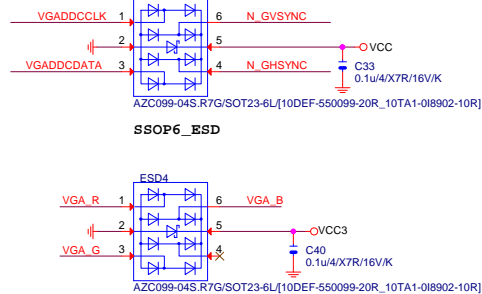 VGADDCCLK 1 6 N_GVSYNC
2 5 VCC
VGADDCDATA 3 4 N_GHSYNC
C33
0.1u/4/X7R/16V/K
AZC099-04S.R7G/SOT23-6L/[10DEF-550099-20R_10TA1-0I8902-10R]
SSOP6_ESD
ESD4
VGA_R 1 6 VGA_B
2 5 VCC3
VGA_G 3 4
C40
0.1u/4/X7R/16V/K
AZC099-04S.R7G/SOT23-6L/[10DEF-550099-20R_10TA1-0I8902-10R]